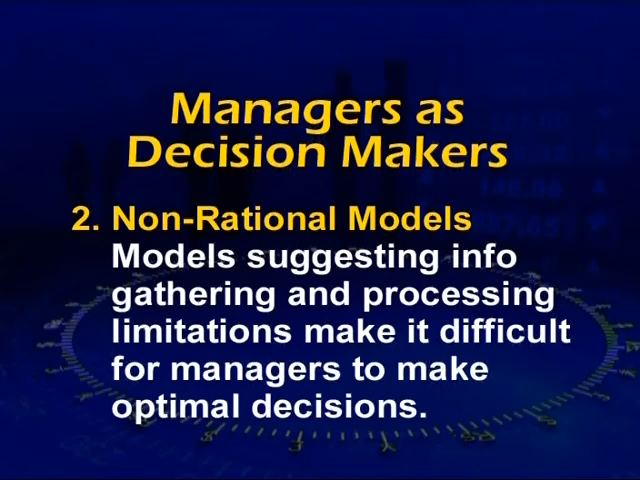 Managers as
Decision Makers
2. Non-Rational Models
Models suggesting info
gathering and processing
limitations make it difficult
for managers to make
optimal decisions.